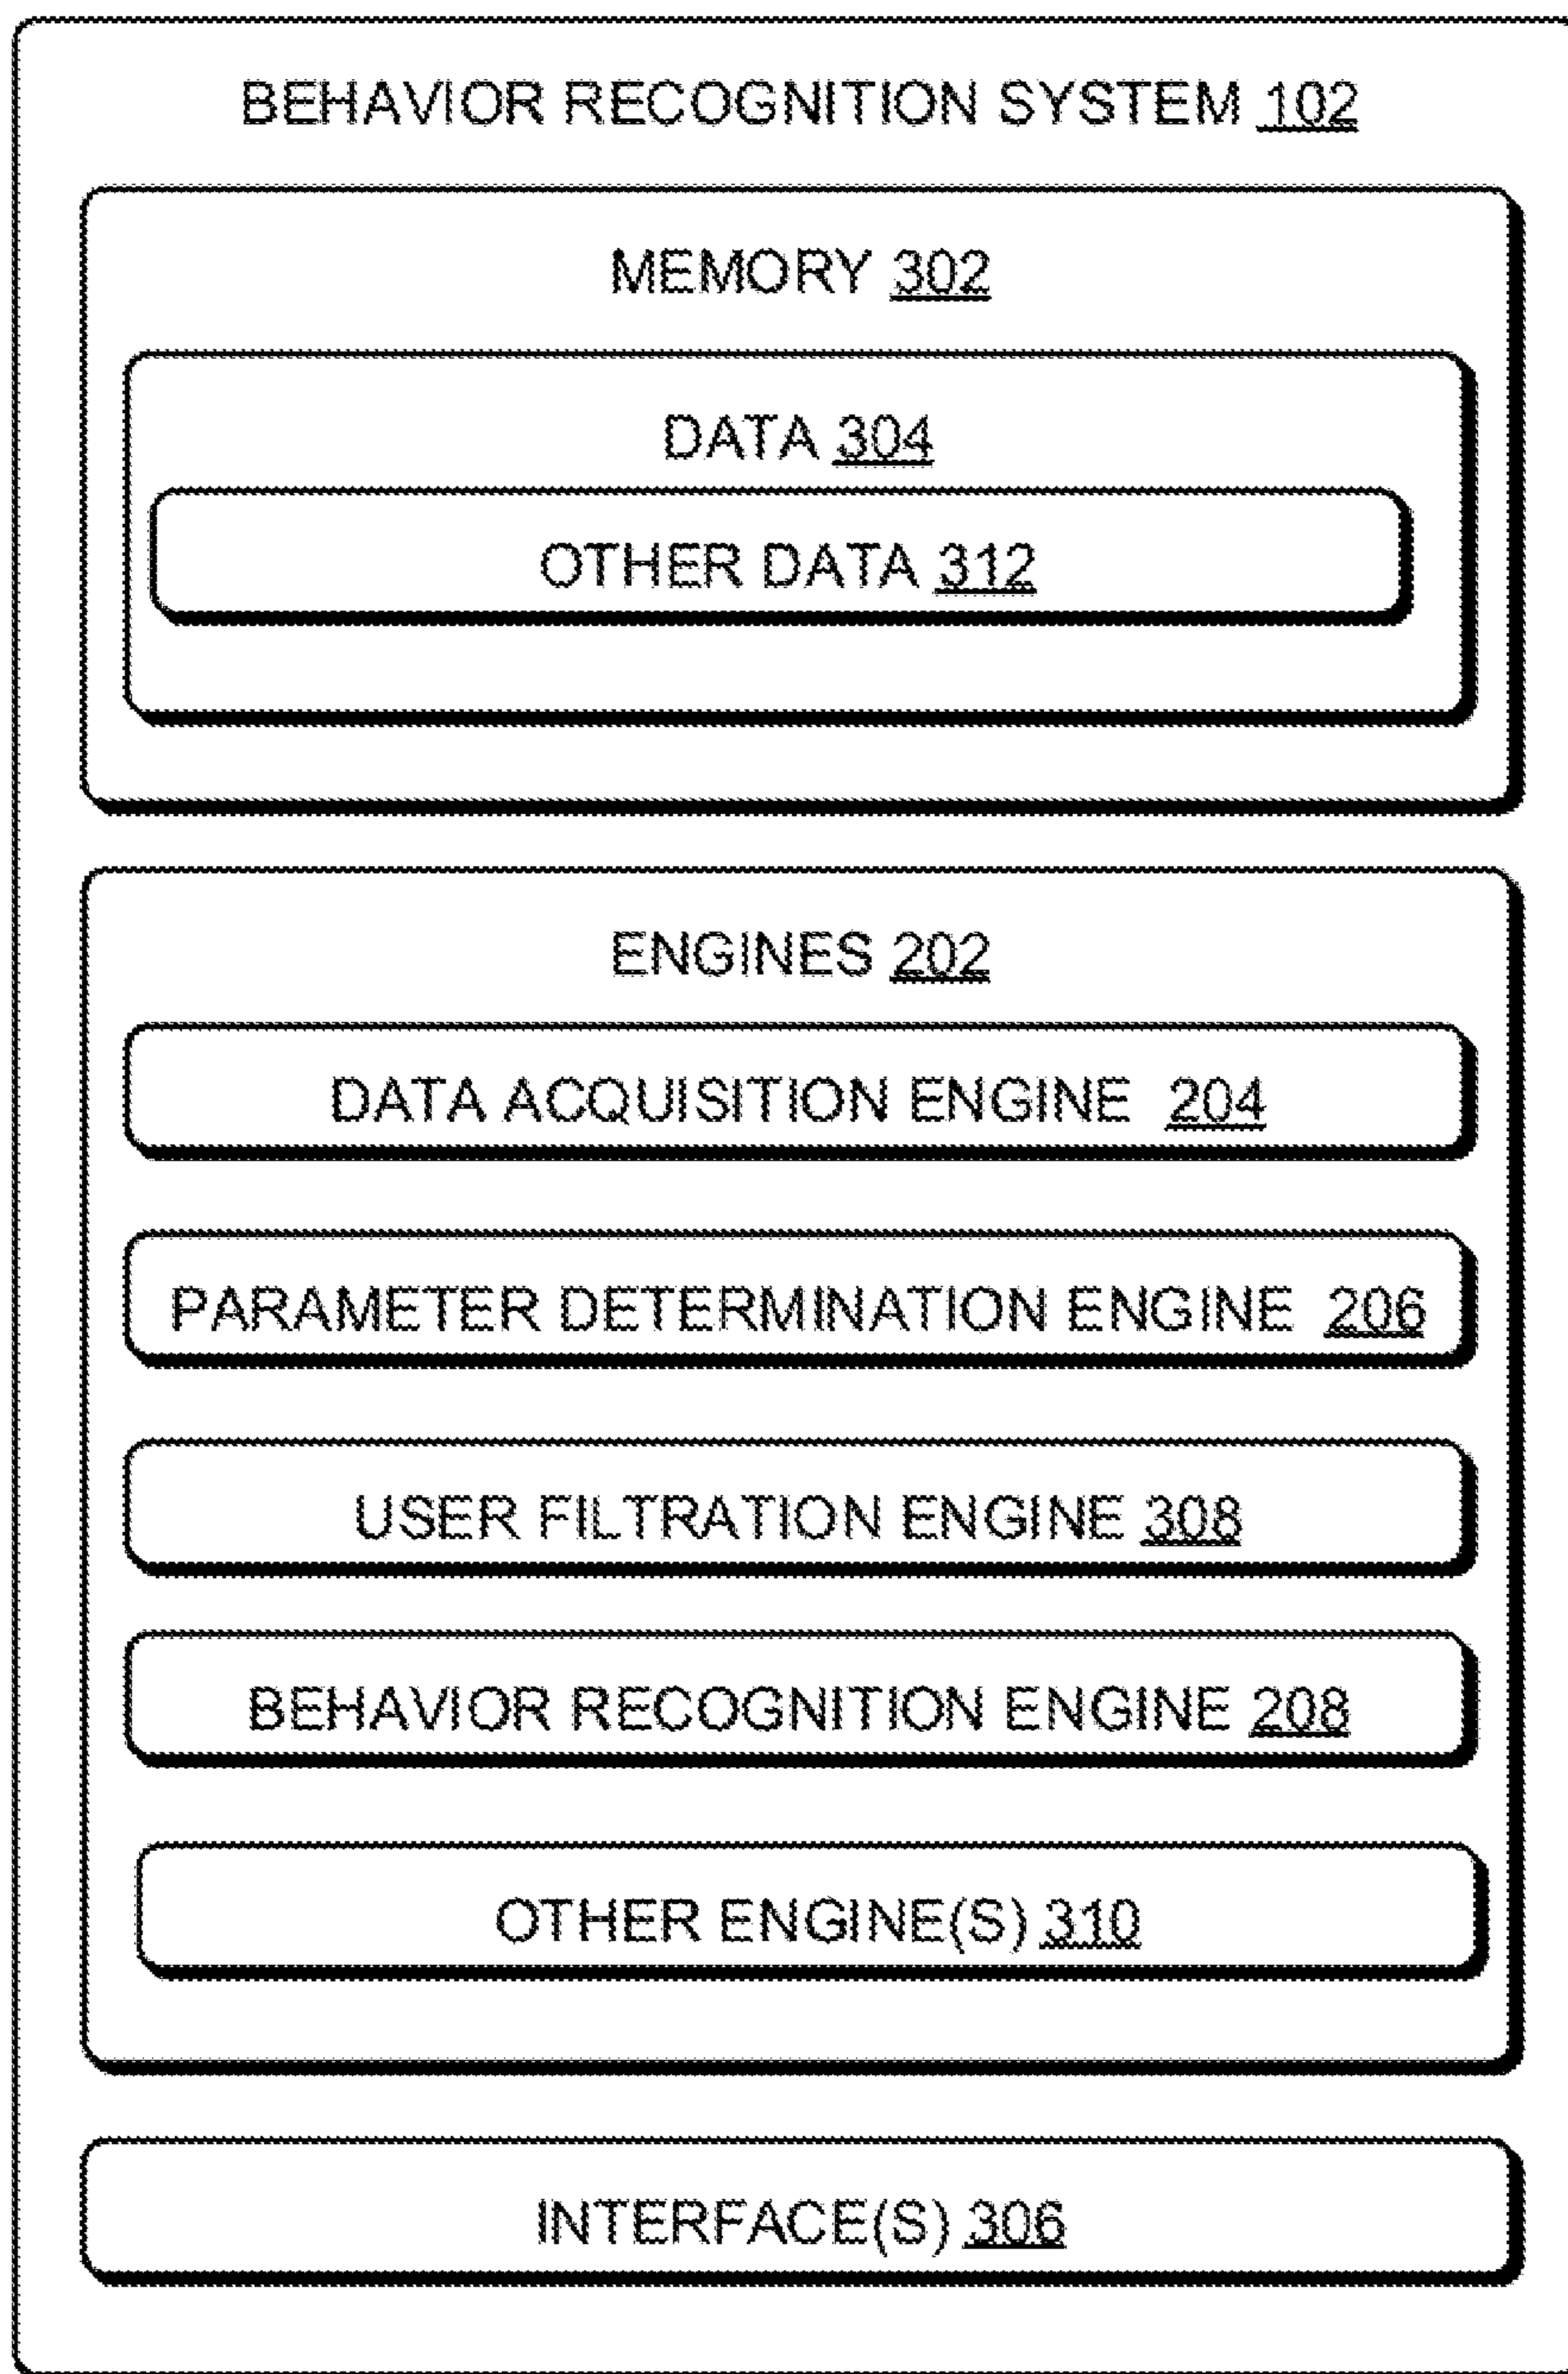 BEHAVIOR RECOGNITION SYSTEM 102
MEMORY 302
DATA 304
OTHER DATA 312
ENGINES 202
DATA ACQUISITION ENGINE 204
PARAMETER DETERMINATION ENGINE 206
USER FILTRATION ENGINE 308
BEHAVIOR RECOGNITION ENGINE 208
OTHER ENGINE(S) 310
INTERFACE(S) 306